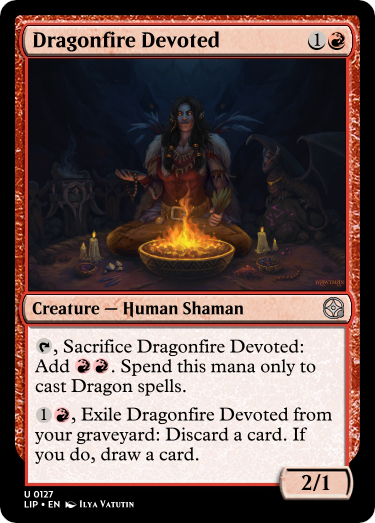 Dragonfire Devoted 1
Creature — Human Shaman
, Sacrifice Dragonfire Devoted:
Add . Spend this mana only to
cast Dragon spells.
1 , Exile Dragonfire Devoted from
your graveyard: Discard a card. If
you do, draw a card.
2/1
U 0127
LIP • EN Ilya Vatutin